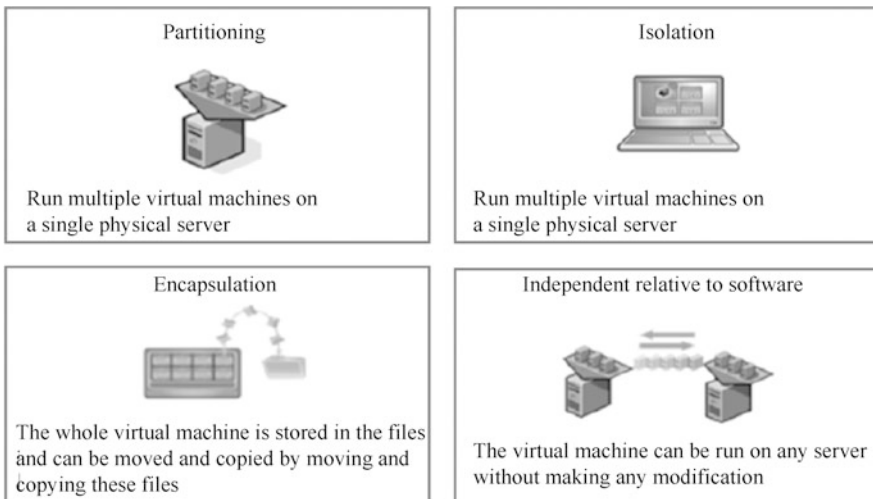 Partitioning
Run multiple virtual machines on
a single physical server
Isolation
Run multiple virtual machines on
a single physical server
Encapsulation
The whole virtual machine is stored in the files
and can be moved and copied by moving and
copying these files
Independent relative to software
The virtual machine can be run on any server
without making any modification